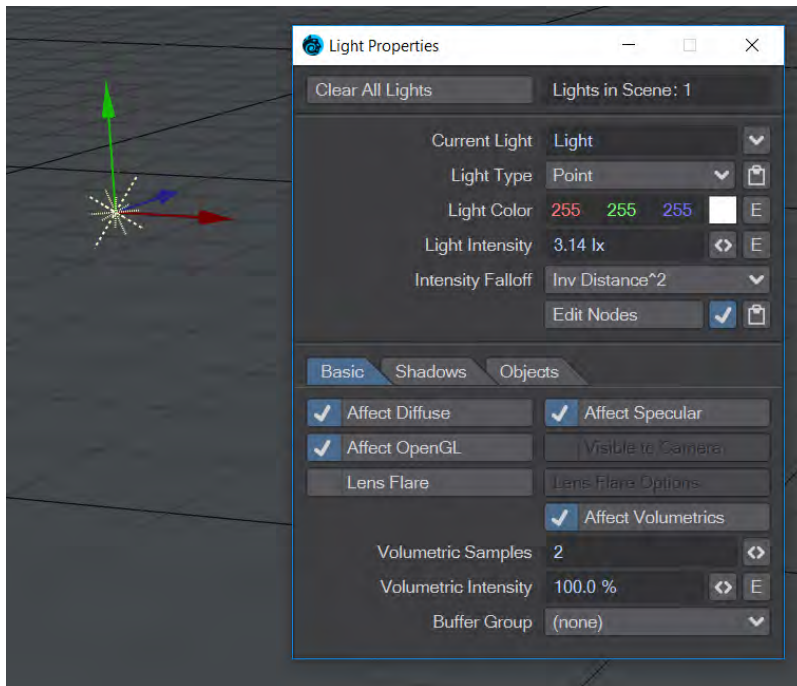 Light Properties
Clear All Lights Lights in Scene: 1
Current Light Light
Light Type Point
Light Color 255 255 255 E
Light Intensity 3.14 lx E
Intensity Falloff Inv Distance^2
Edit Nodes
Basic Shadows Objects
Affect Diffuse Affect Specular
Affect OpenGL Visible to Camera
Lens Flare Lens Flare Options
Affect Volumetrics
Volumetric Samples 2
Volumetric Intensity 100.0 % E
Buffer Group (none)